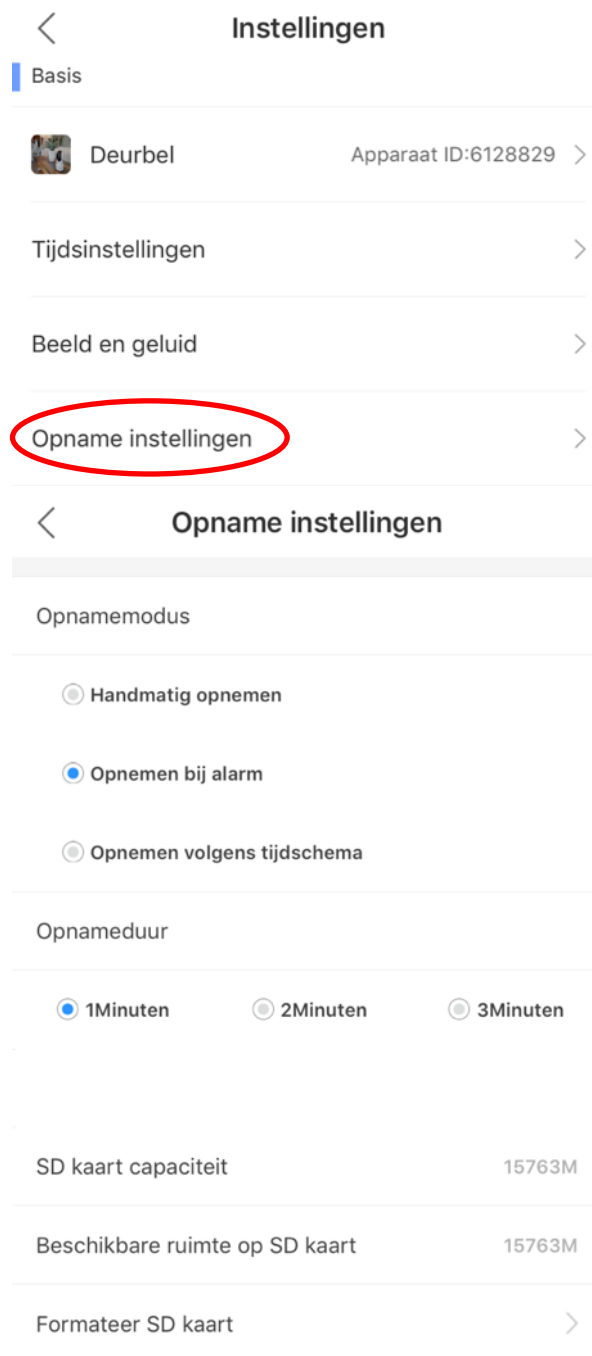 Instellingen
Basis
Deurbel Apparaat ID:6128829
Tijdsinstellingen
Beeld en geluid
Opname instellingen
Opname instellingen
Opnamemodus
Handmatig opnemen
Opnemen bij alarm
Opnemen volgens tijdschema
Opnameduur
1Minuten 2Minuten 3Minuten
SD kaart capaciteit 15763M
Beschikbare ruimte op SD kaart 15763M
Formateer SD kaart